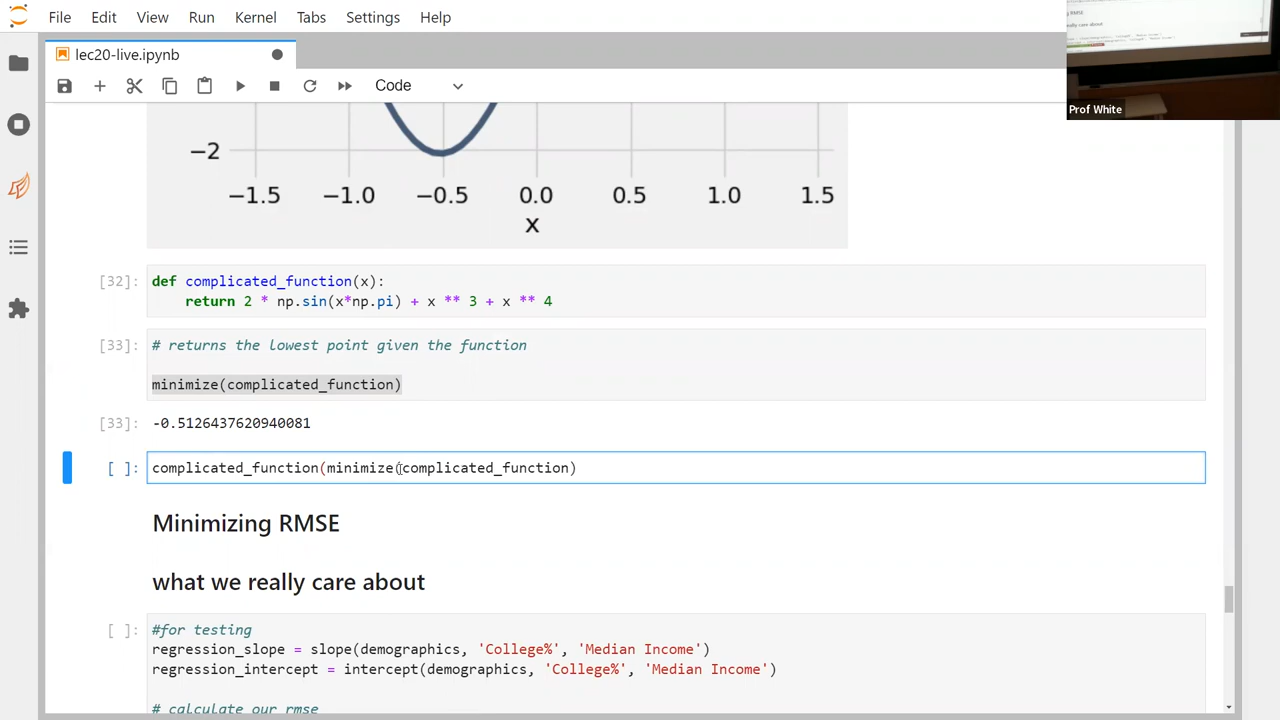 File Edit View Run Kernel Tabs Settings Help
lec20-live.ipynb
Code
really care about
Prof White
−2
−1.5 −1.0 −0.5 0.0 0.5 1.0 1.5
x
[32]: def complicated_function(x):
return 2 * np.sin(x*np.pi) + x ** 3 + x ** 4
[33]: # returns the lowest point given the function
minimize(complicated_function)
[33]: -0.5126437620940081
[ ]: complicated_function(minimize(complicated_function)
Minimizing RMSE
what we really care about
[ ]: #for testing
regression_slope = slope(demographics, 'College%', 'Median Income')
regression_intercept = intercept(demographics, 'College%', 'Median Income')
# calculate our rmse